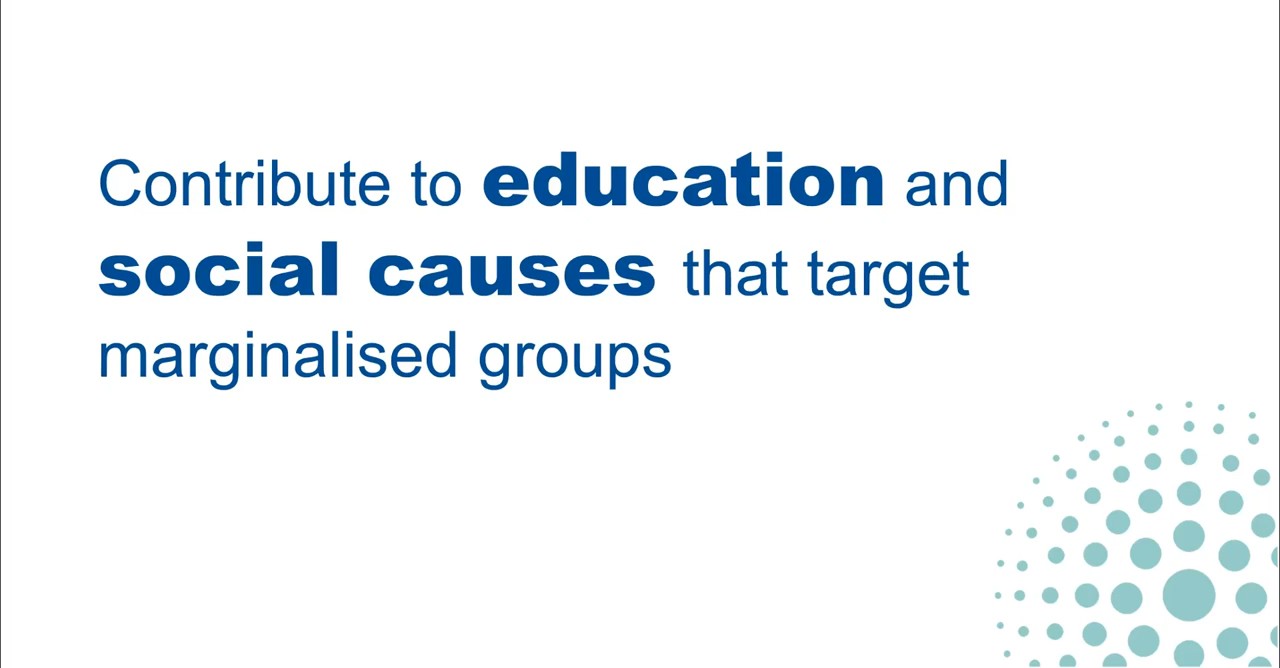 Contribute to education and
social causes that target
marginalised groups